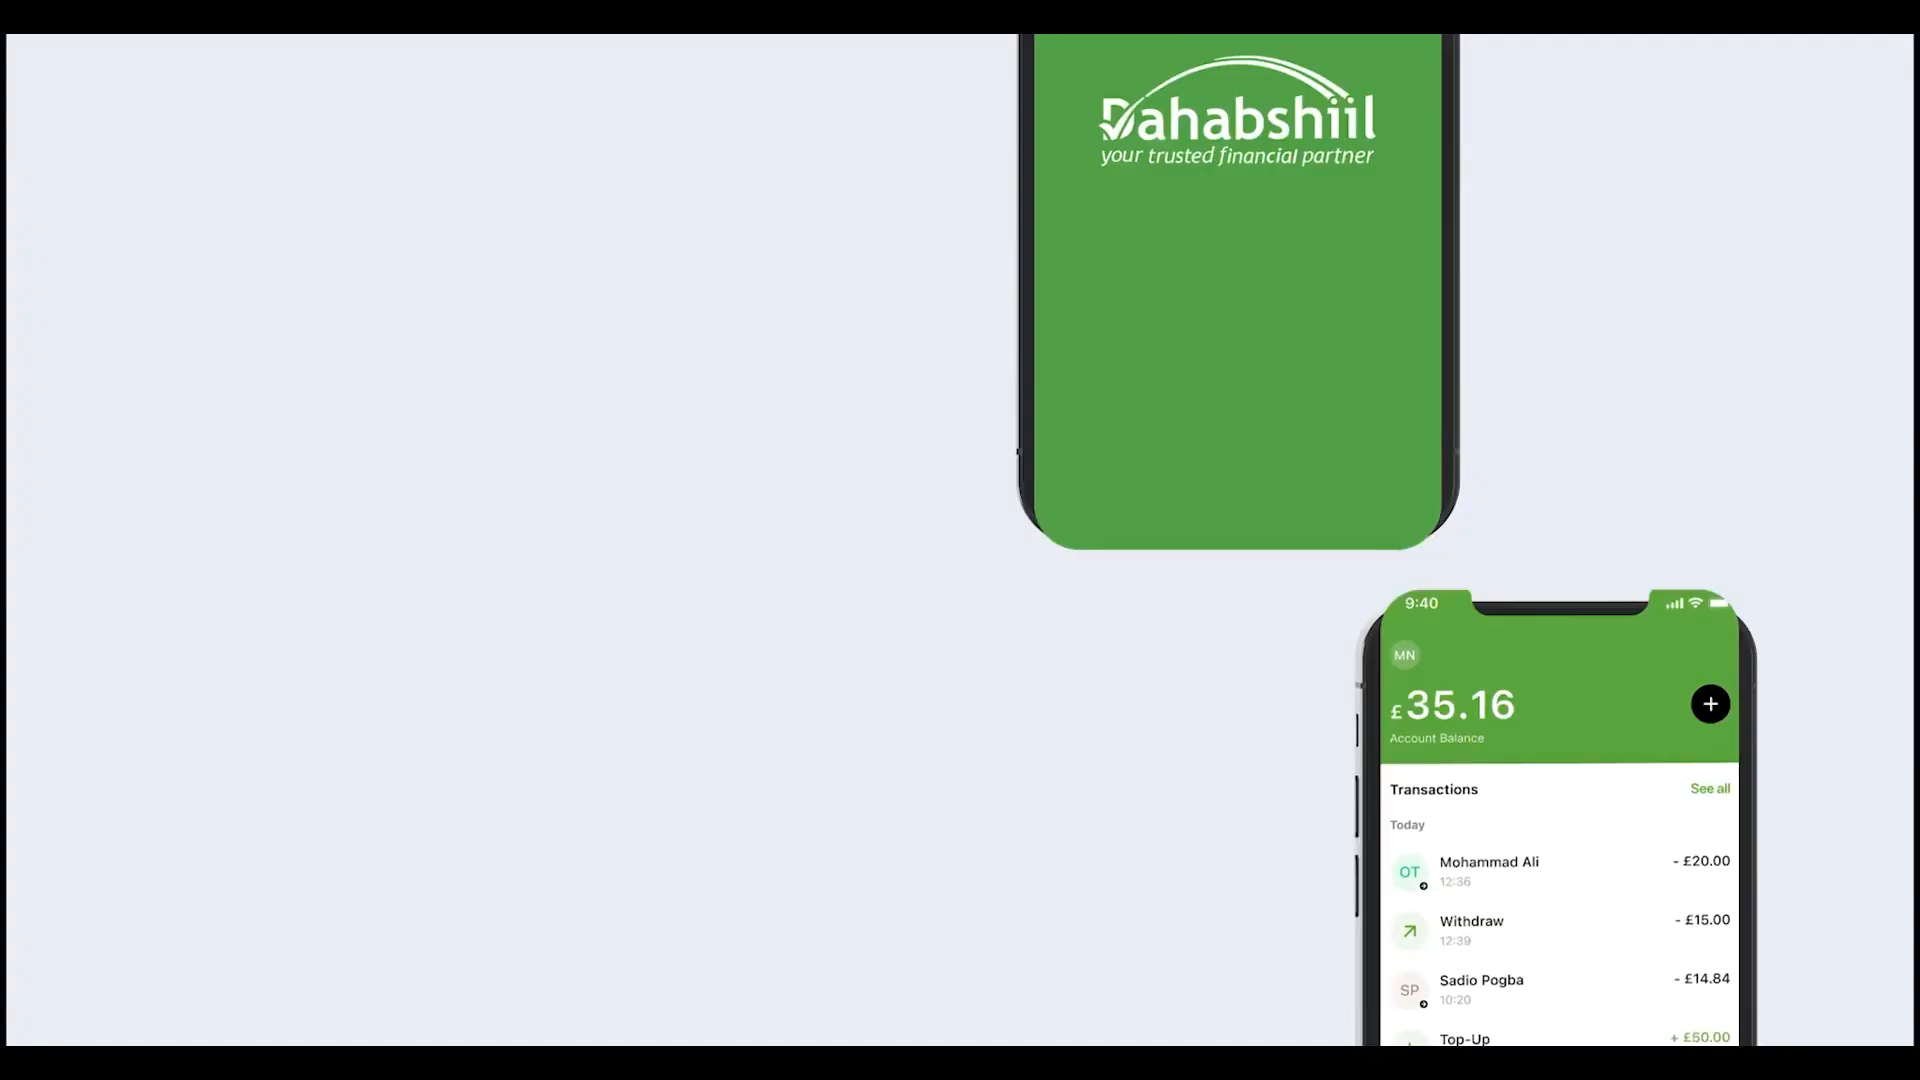 Dahabshiil
your trusted financial partner
9:40
MN
£35.16
Account Balance
Transactions
See all
Today
OT
Mohammad Ali
- £20.00
12:36
Withdraw
- £15.00
12:39
SP
Sadio Pogba
- £14.84
10:20
Top-Up
+ £50.00